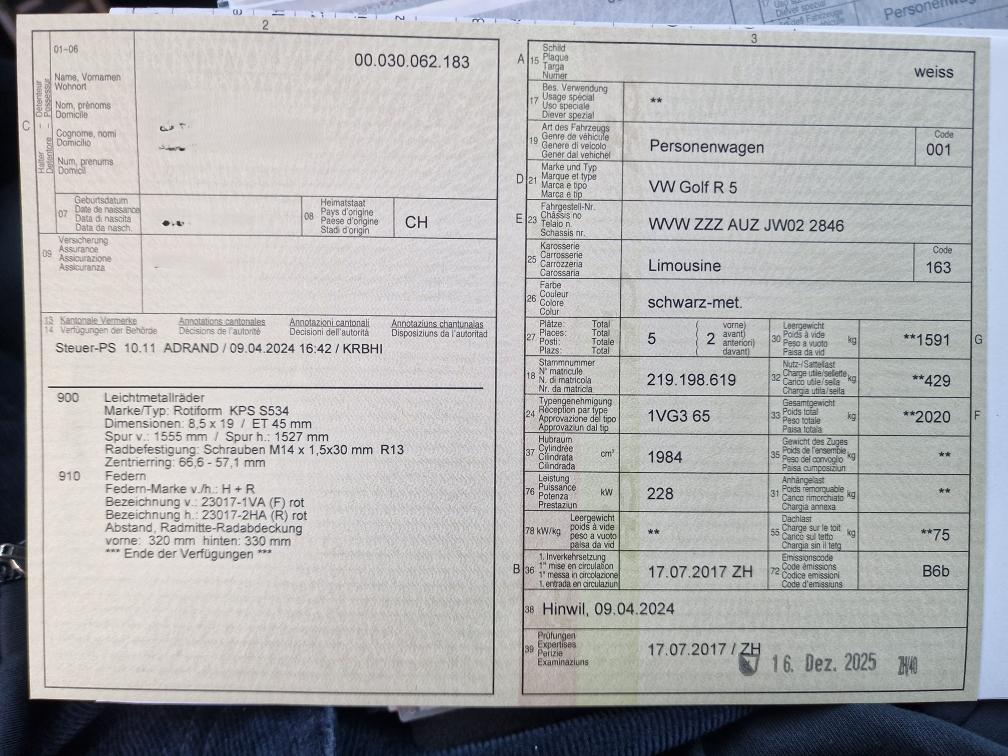 2
01-06
00.030.062.183
C
Halter – Détenteur
Detentore – Possessur
Name, Vornamen
Wohnort
Nom, prénoms
Domicile
Cognome, nomi
Domicilio
Num, prenums
Domicil
07
Geburtsdatum
Date de naissance
Data di nascita
Data da nasch.
08
Heimatstaat
Pays d'origine
Paese d'origine
Stadi d'origin
CH
09
Versicherung
Assurance
Assicurazione
Assicuranza
13 Kantonale Vermerke Annotations cantonales Annotazioni cantonali Annotaziuns chantunalas
14 Verfügungen der Behörde Décisions de l'autorité Decisioni dell'autorità Disposiziuns da l'autoritad
Steuer-PS 10.11 ADRAND / 09.04.2024 16:42 / KRBHI
900 Leichtmetallräder
Marke/Typ: Rotiform KPS S534
Dimensionen: 8,5 x 19 / ET 45 mm
Spur v.: 1555 mm / Spur h.: 1527 mm
Radbefestigung: Schrauben M14 x 1,5x30 mm R13
Zentrierring: 66,6 - 57,1 mm
910 Federn
Federn-Marke v./h.: H + R
Bezeichnung v.: 23017-1VA (F) rot
Bezeichnung h.: 23017-2HA (R) rot
Abstand, Radmitte-Radabdeckung
vorne: 320 mm hinten: 330 mm
*** Ende der Verfügungen ***
3
A 15
Schild
Plaque
Targa
Numer
weiss
17
Bes. Verwendung
Usage spécial
Uso speciale
Diever spezial
**
19
Art des Fahrzeugs
Genre de véhicule
Genere di veicolo
Gener dal vehichel
Personenwagen
Code
001
D 21
Marke und Typ
Marque et type
Marca e tipo
Marca e tip
VW Golf R 5
E 23
Fahrgestell-Nr.
Châssis no
Telaio n.
Schassis nr.
WVW ZZZ AUZ JW02 2846
25
Karosserie
Carrosserie
Carrozzeria
Carossaria
Limousine
Code
163
26
Farbe
Couleur
Colore
Colur
schwarz-met.
27
Plätze: Total
Places: Total
Posti: Totale
Plazs: Total
5
2
vorne)
avant)
anteriori)
davant)
30
Leergewicht
Poids à vide
Peso a vuoto
Paisa da vid
kg
**1591
G
18
Stammnummer
N° matricule
N. di matricola
Nr. da matricla
219.198.619
32
Nutz-/Sattellast
Charge utile/sellette
Carico utile/sella
Chargia utila/sella
kg
**429
24
Typengenehmigung
Réception par type
Approvazione del tipo
Approvaziun dal tip
1VG3 65
33
Gesamtgewicht
Poids total
Peso totale
Paisa totala
kg
**2020
F
37
Hubraum
Cylindrée
Cilindrata
Cilindrada
cm³
1984
35
Gewicht des Zuges
Poids de l'ensemble
Peso del convoglio
Paisa cumposiziun
kg
**
76
Leistung
Puissance
Potenza
Prestaziun
kW
228
31
Anhängelast
Poids remorquable
Carico rimorchiato
Chargia annexa
kg
**
78 kW/kg
Leergewicht
poids à vide
peso a vuoto
paisa da vid
**
55
Dachlast
Charge sur le toit
Carico sul tetto
Chargia sin il tetg
kg
**75
B 36
1. Inverkehrsetzung
1re mise en circulation
1a messa in circolazione
1. entrada en circulaziun
17.07.2017 ZH
72
Emissionscode
Code émissions
Codice emissioni
Code d'emissiuns
B6b
38 Hinwil, 09.04.2024
39
Prüfungen
Expertises
Perizie
Examinaziuns
17.07.2017 / ZH
16. Dez. 2025 ZH/40